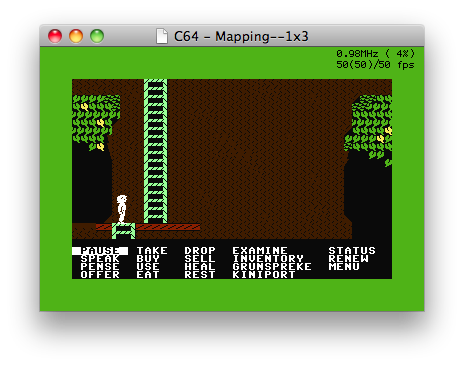 C64 - Mapping--1x3
0.98MHz ( 4%)
50(50)/50 fps
PAUSE TAKE DROP EXAMINE STATUS
SPEAK BUY SELL INVENTORY RENEW
PENSE USE HEAL GRUNSPREKE MENU
OFFER EAT REST KINIPORT